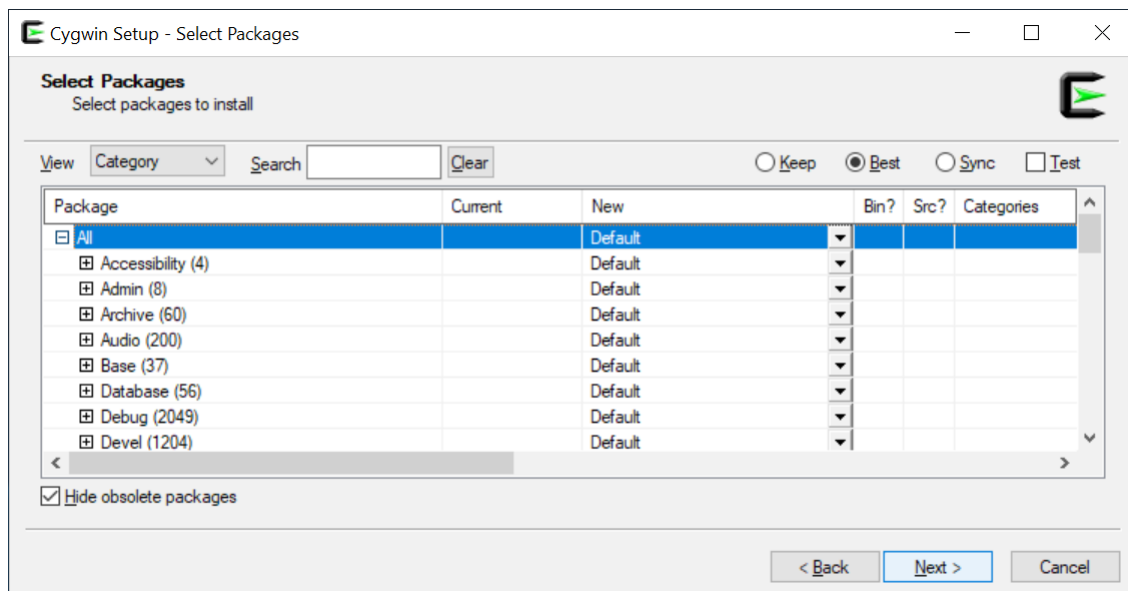 Cygwin Setup - Select Packages
Select Packages
Select packages to install
View Category Search Clear Keep Best Sync Test
Package Current New Bin? Src? Categories
All Default
Accessibility (4) Default
Admin (8) Default
Archive (60) Default
Audio (200) Default
Base (37) Default
Database (56) Default
Debug (2049) Default
Devel (1204) Default
Hide obsolete packages
< Back Next > Cancel